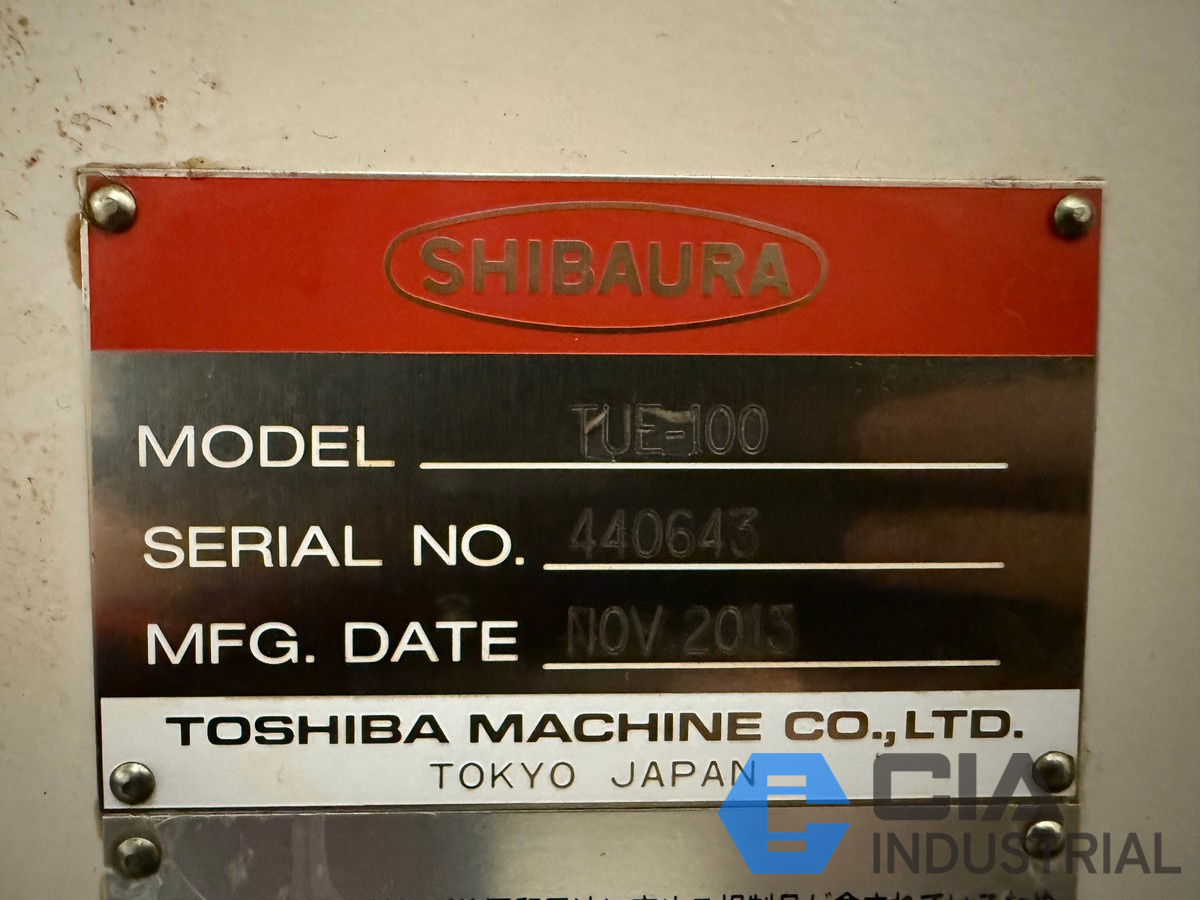 SHIBAURA
MODEL TUE-100
SERIAL NO. 440643
MFG. DATE NOV. 2013
TOSHIBA MACHINE CO., LTD.
TOKYO JAPAN
CIA
INDUSTRIAL